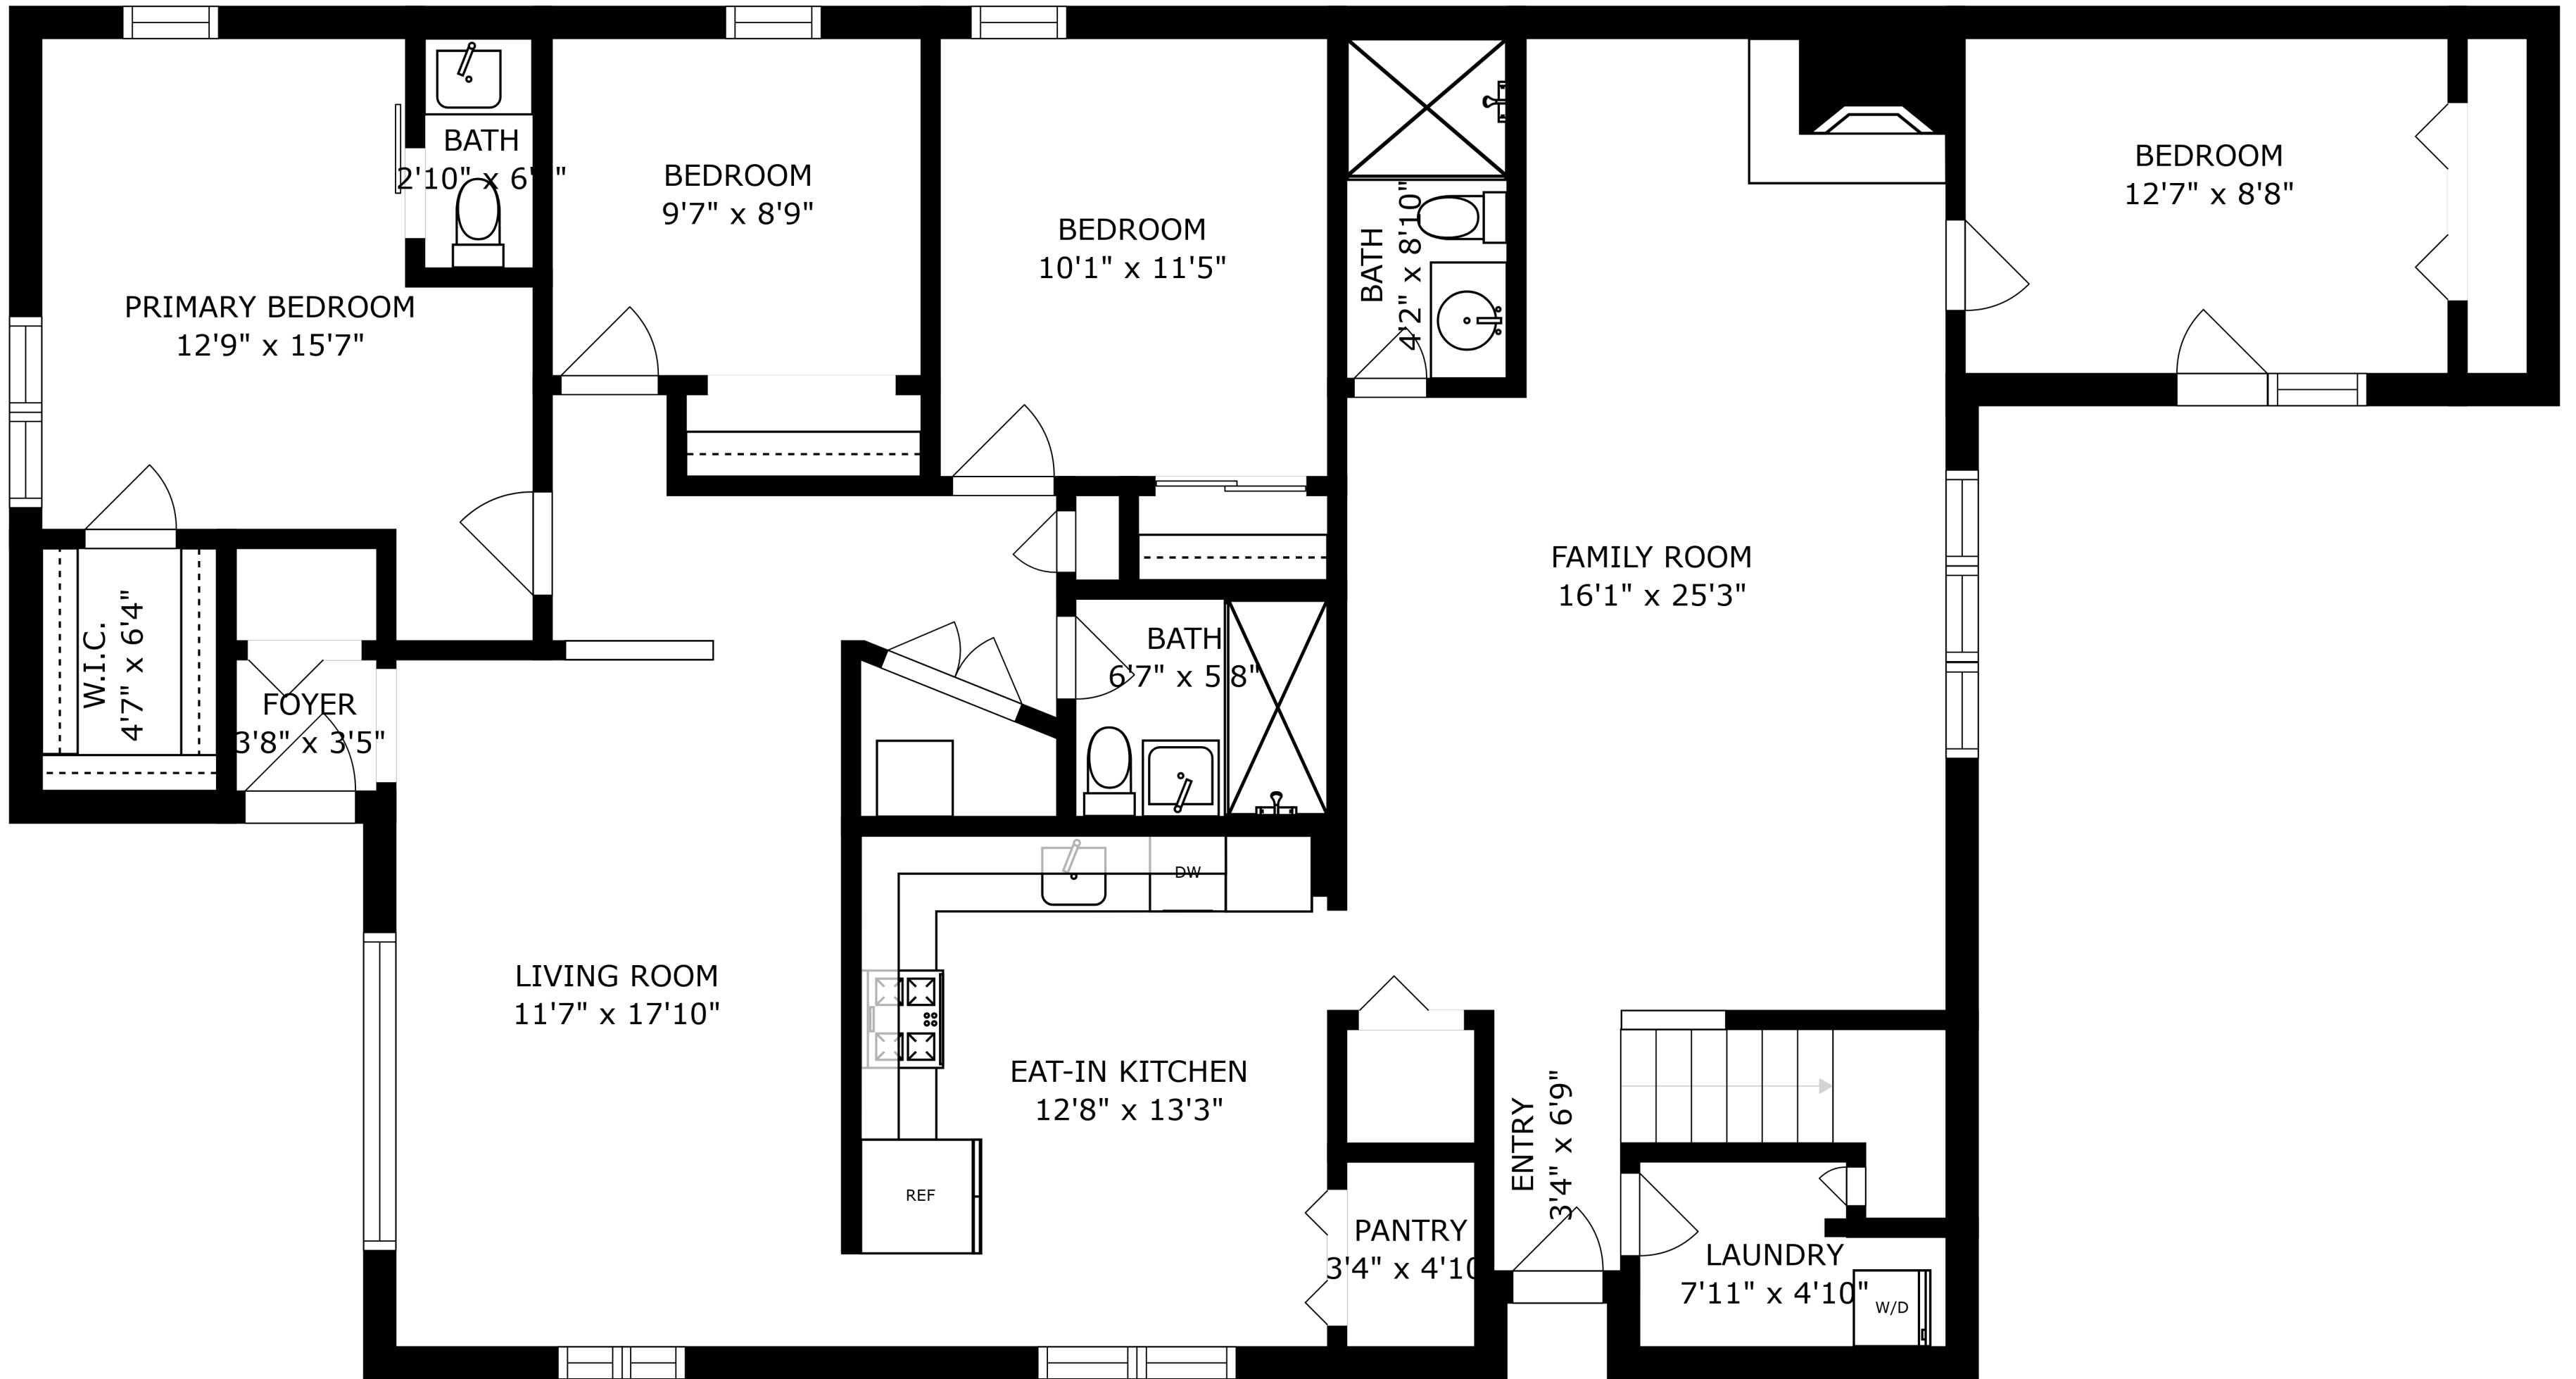 BATH
2'10" x 6'
BEDROOM
9'7" x 8'9"
BEDROOM
10'1" x 11'5"
BATH
4'2" x 8'10"
BEDROOM
12'7" x 8'8"
PRIMARY BEDROOM
12'9" x 15'7"
FAMILY ROOM
16'1" x 25'3"
W.I.C.
4'7" x 6'4"
FOYER
3'8" x 3'5"
BATH
6'7" x 5'8"
DW
LIVING ROOM
11'7" x 17'10"
EAT-IN KITCHEN
12'8" x 13'3"
REF
ENTRY
3'4" x 6'9"
PANTRY
3'4" x 4'10
LAUNDRY
7'11" x 4'10"
W/D